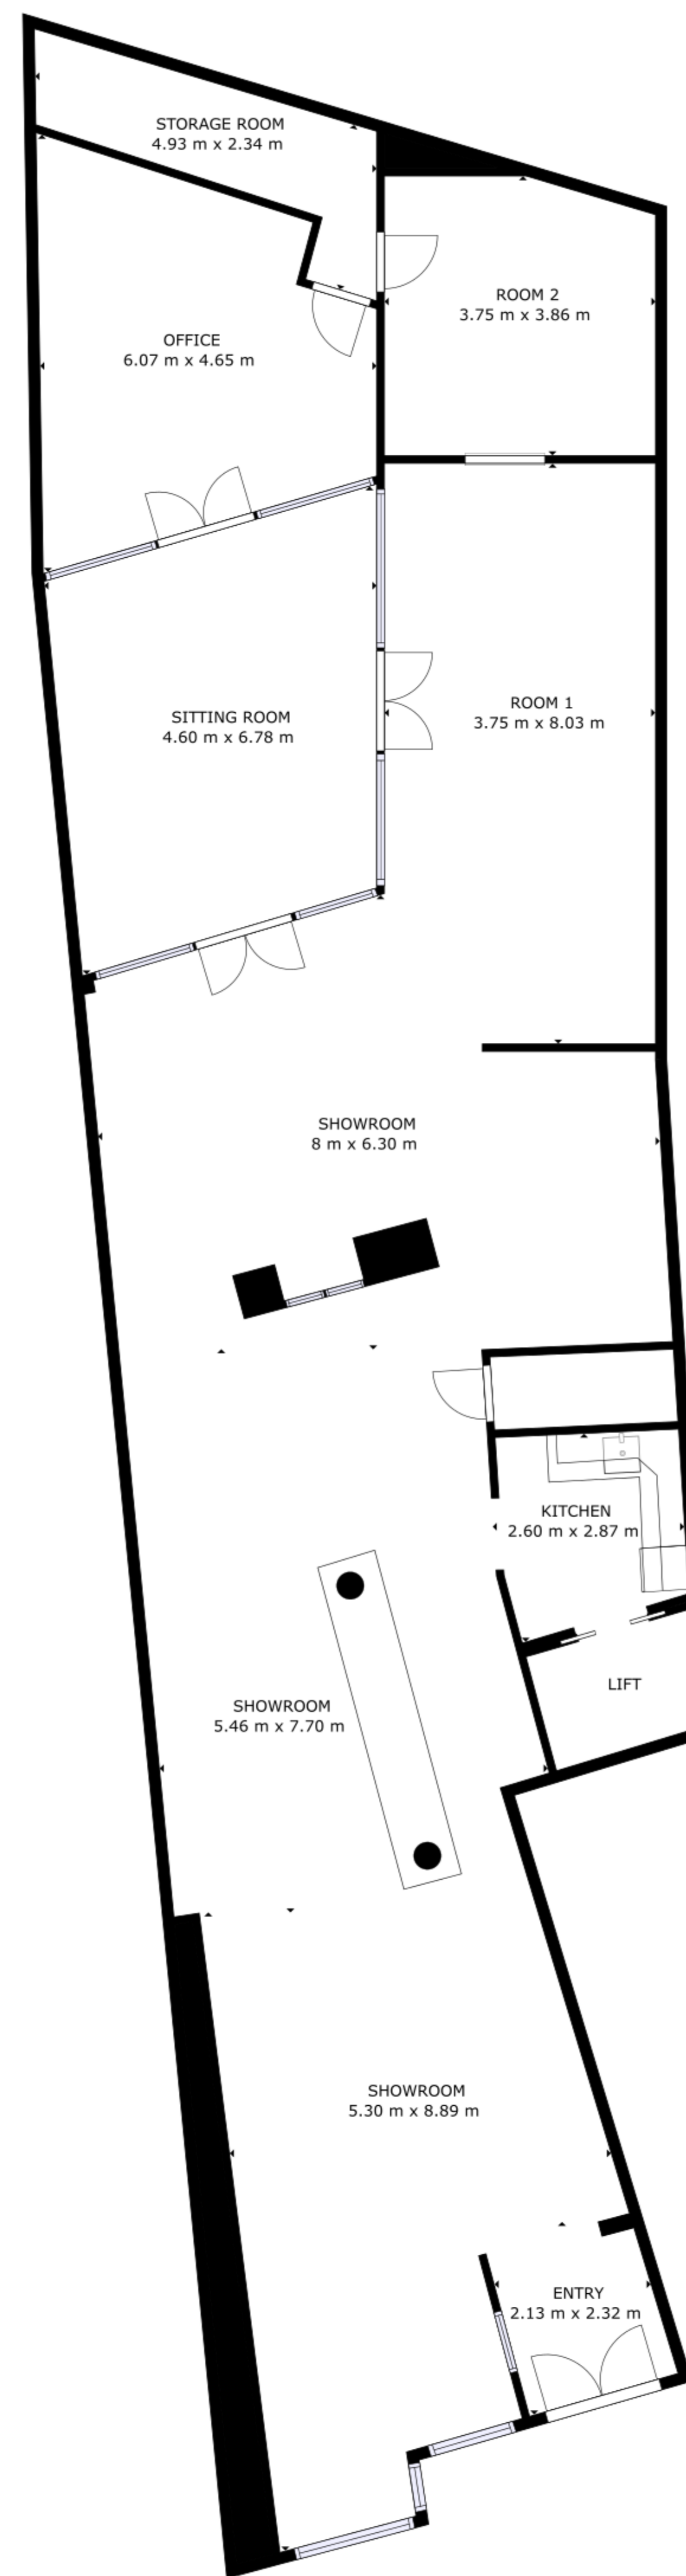 STORAGE ROOM
4.93 m x 2.34 m
ROOM 2
3.75 m x 3.86 m
OFFICE
6.07 m x 4.65 m
SITTING ROOM
4.60 m x 6.78 m
ROOM 1
3.75 m x 8.03 m
SHOWROOM
8 m x 6.30 m
KITCHEN
2.60 m x 2.87 m
LIFT
SHOWROOM
5.46 m x 7.70 m
SHOWROOM
5.30 m x 8.89 m
ENTRY
2.13 m x 2.32 m